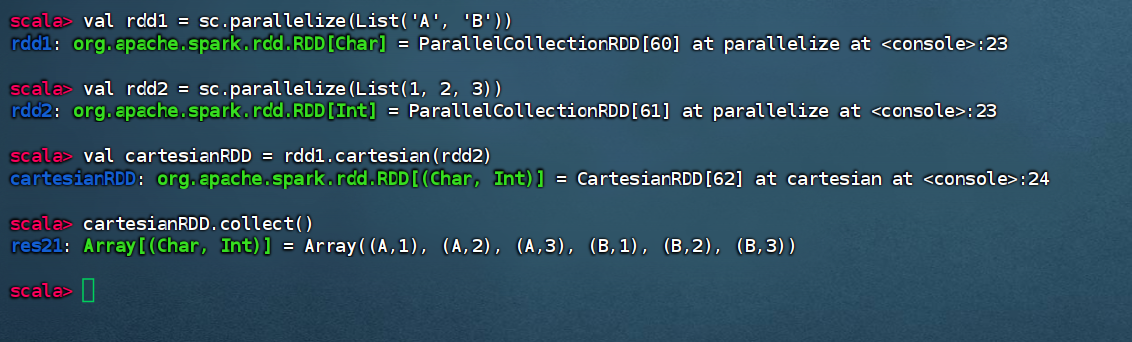 scala> val rdd1 = sc.parallelize(List('A', 'B'))
rdd1: org.apache.spark.rdd.RDD[Char] = ParallelCollectionRDD[60] at parallelize at <console>:23
scala> val rdd2 = sc.parallelize(List(1, 2, 3))
rdd2: org.apache.spark.rdd.RDD[Int] = ParallelCollectionRDD[61] at parallelize at <console>:23
scala> val cartesianRDD = rdd1.cartesian(rdd2)
cartesianRDD: org.apache.spark.rdd.RDD[(Char, Int)] = CartesianRDD[62] at cartesian at <console>:24
scala> cartesianRDD.collect()
res21: Array[(Char, Int)] = Array((A,1), (A,2), (A,3), (B,1), (B,2), (B,3))
scala>